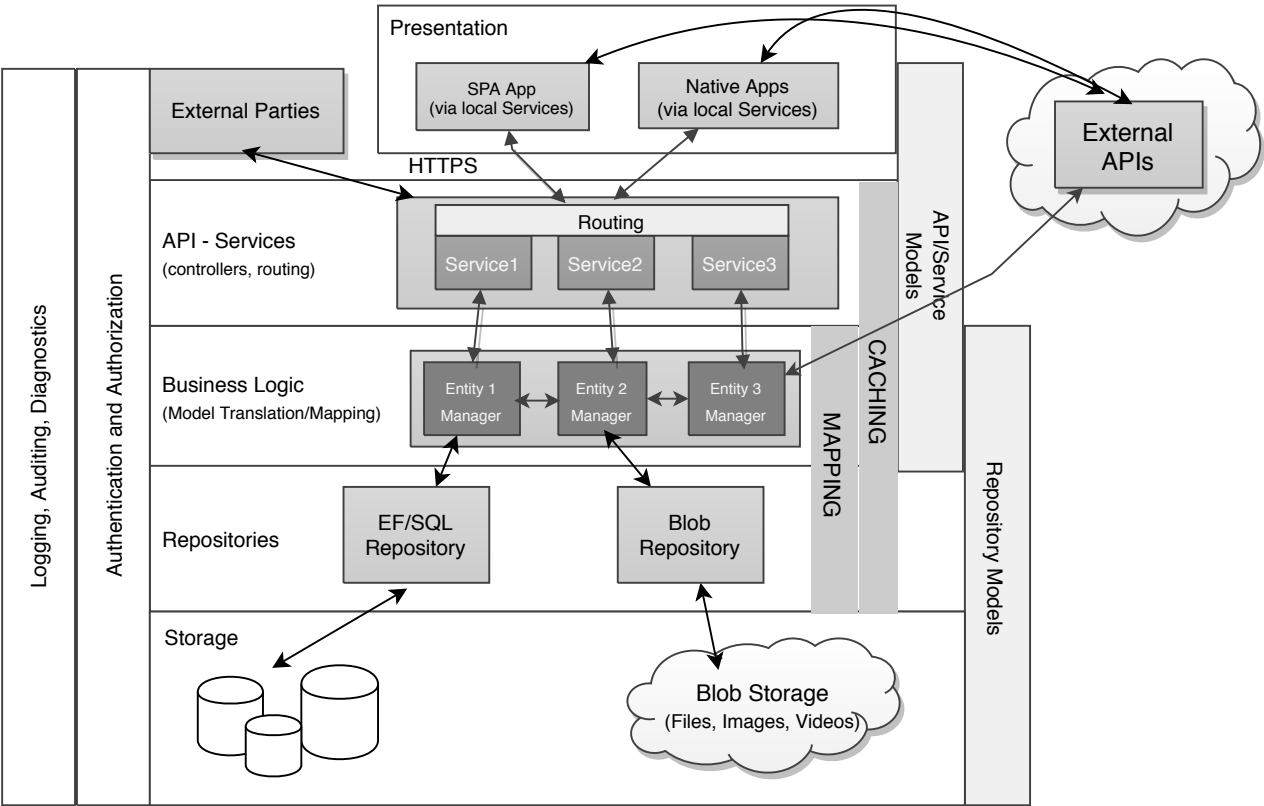 Presentation
SPA App
(via local Services)
Native Apps
(via local Services)
External Parties
External
APIs
HTTPS
Routing
API - Services
(controllers, routing)
Service1
Service2
Service3
API/Service
Models
Logging, Auditing, Diagnostics
Authentication and Authorization
Business Logic
(Model Translation/Mapping)
Entity 1
Manager
Entity 2
Manager
Entity 3
Manager
MAPPING
CACHING
Repositories
EF/SQL
Repository
Blob
Repository
Repository Models
Storage
Blob Storage
(Files, Images, Videos)